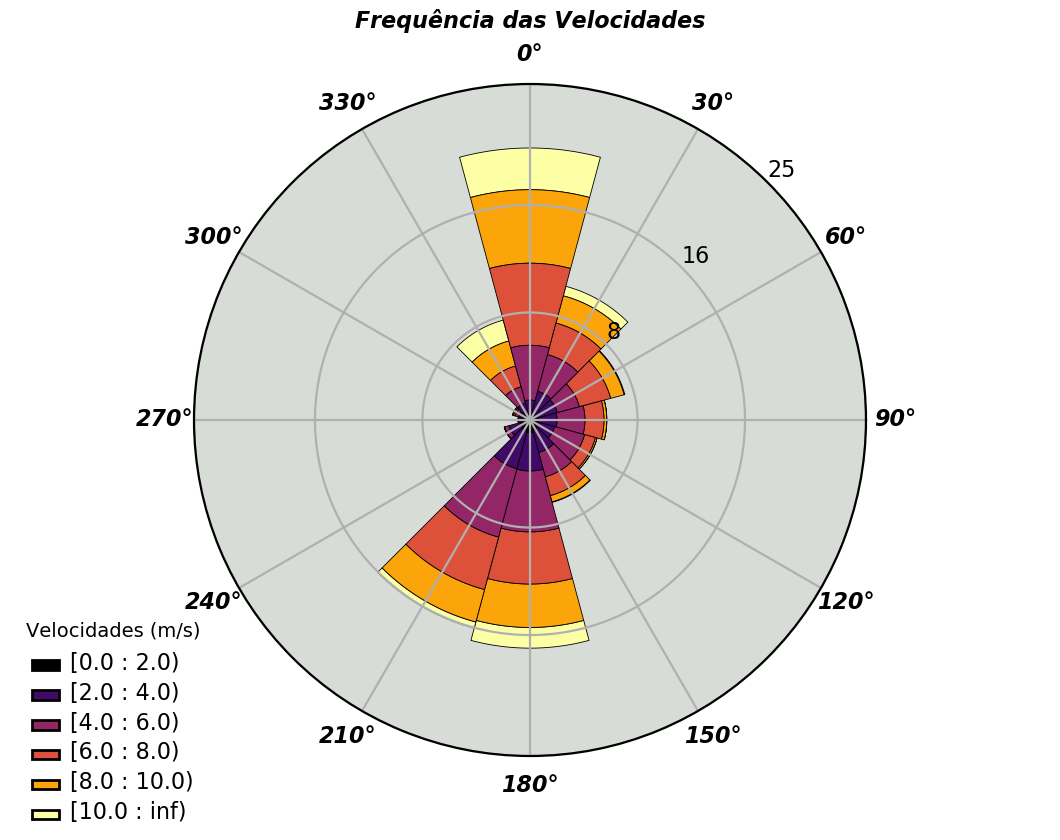 Frequência das Velocidades
0°
330°
30°
25
300°
60°
16
8
270°
90°
240°
120°
210°
150°
180°
Velocidades (m/s)
[0.0 : 2.0)
[2.0 : 4.0)
[4.0 : 6.0)
[6.0 : 8.0)
[8.0 : 10.0)
[10.0 : inf)